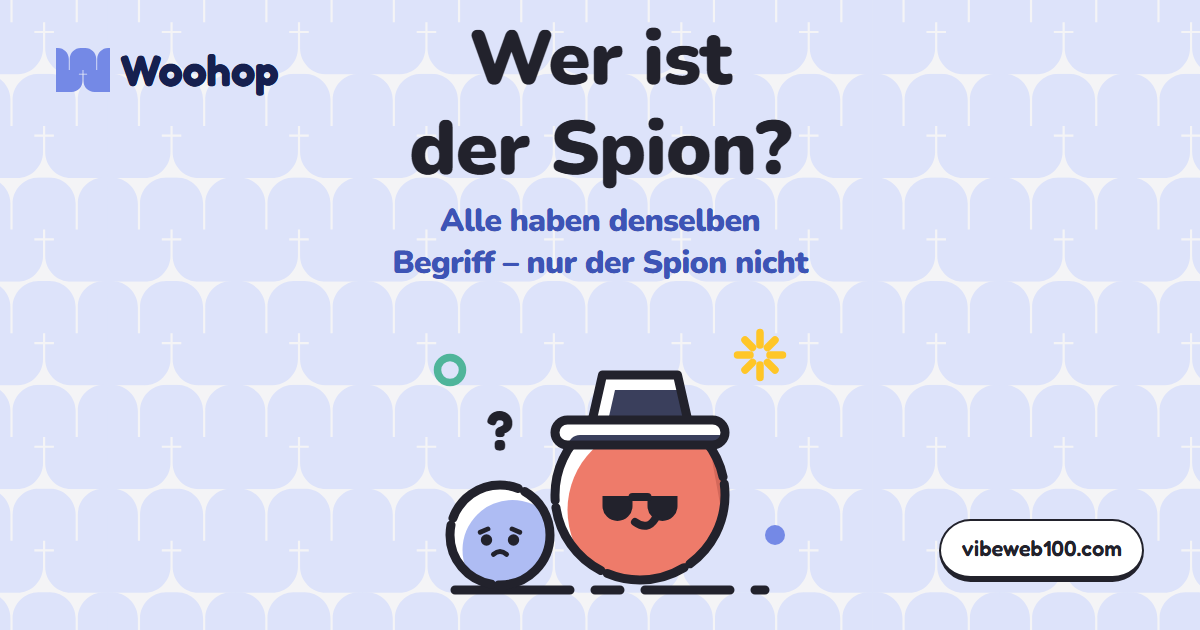 Woohop
Wer ist
der Spion?
Alle haben denselben
Begriff – nur der Spion nicht
?
vibeweb100.com